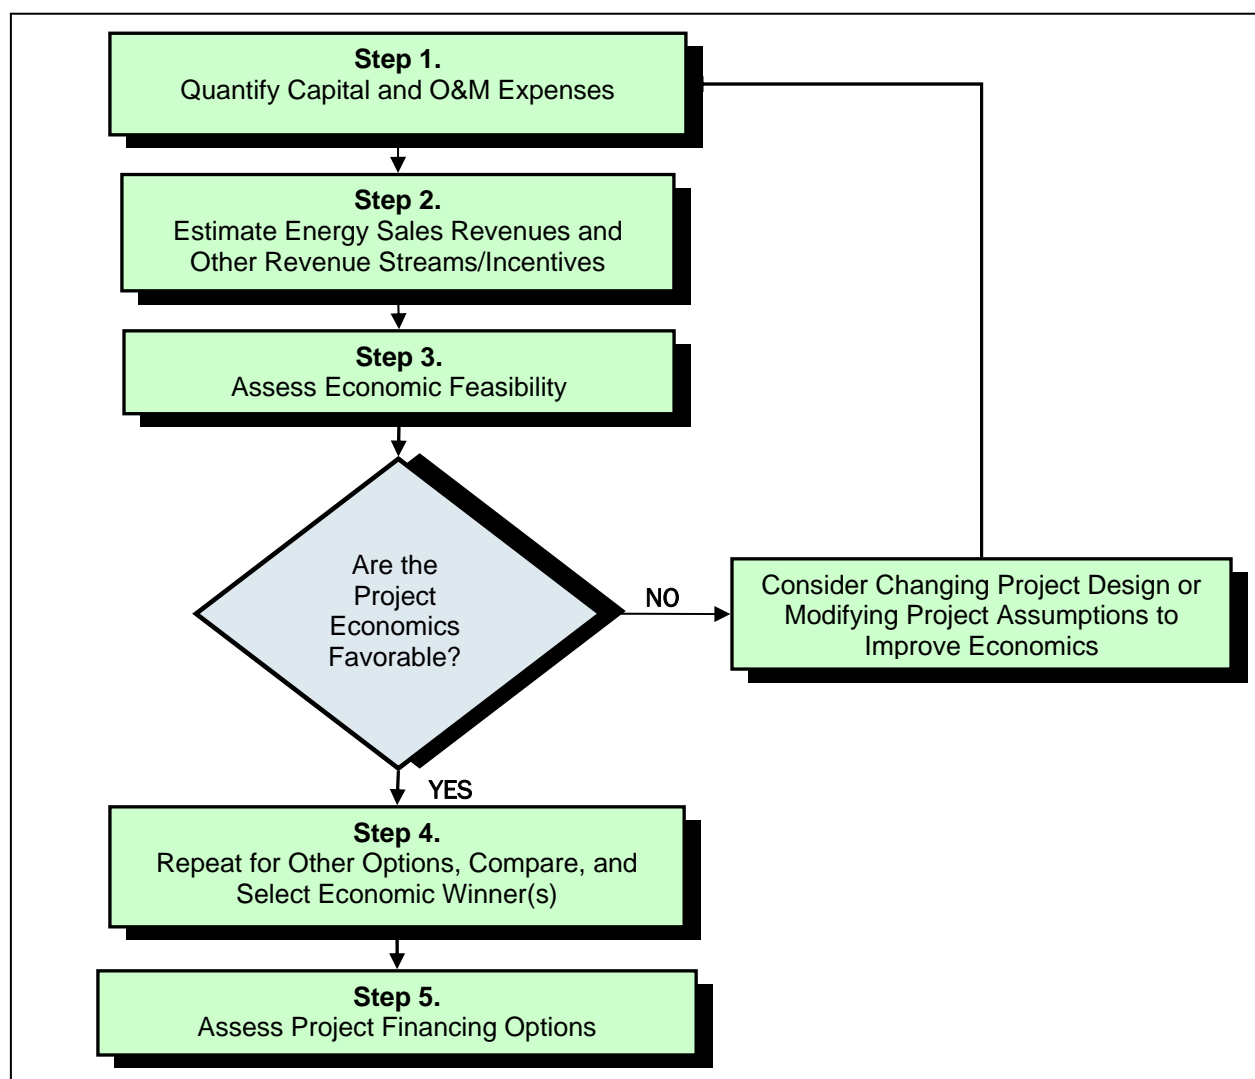 Step 1.
Quantify Capital and O&M Expenses
Step 2.
Estimate Energy Sales Revenues and
Other Revenue Streams/Incentives
Step 3.
Assess Economic Feasibility
Are the
Project
Economics
Favorable?
NO
Consider Changing Project Design or
Modifying Project Assumptions to
Improve Economics
YES
Step 4.
Repeat for Other Options, Compare, and
Select Economic Winner(s)
Step 5.
Assess Project Financing Options